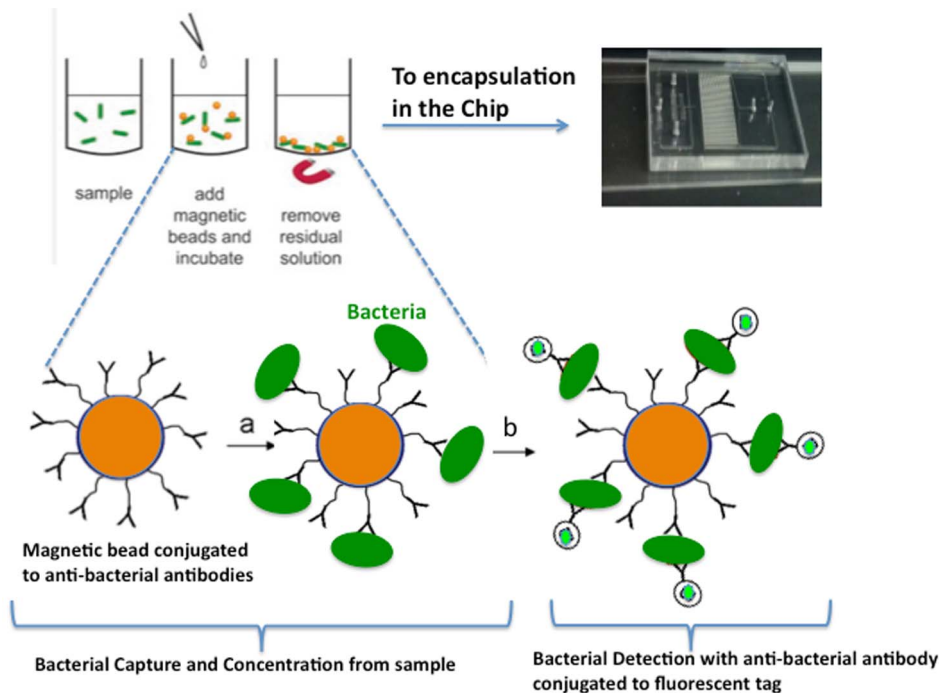 To encapsulation
in the Chip
sample
add
magnetic
beads and
incubate
remove
residual
solution
Bacteria
a
b
Magnetic bead conjugated
to anti-bacterial antibodies
Bacterial Capture and Concentration from sample
Bacterial Detection with anti-bacterial antibody
conjugated to fluorescent tag